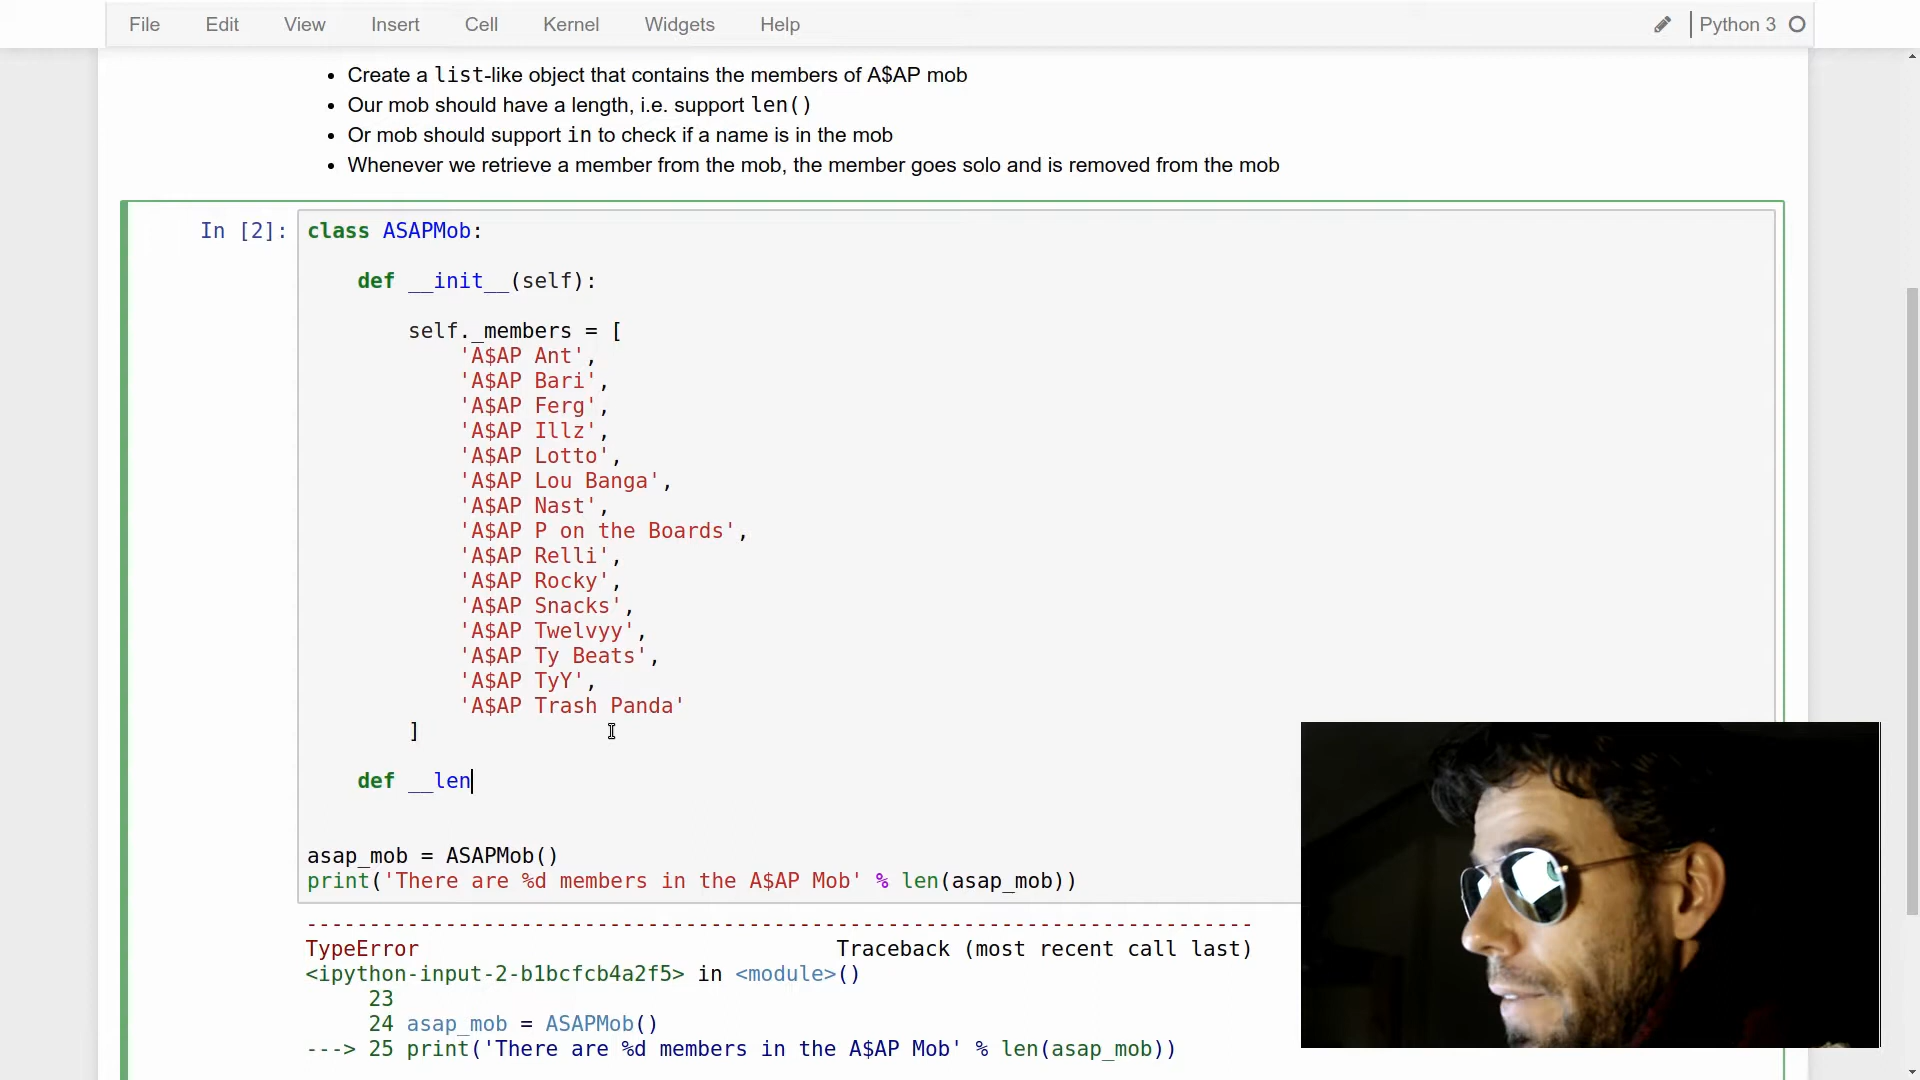 File Edit View Insert Cell Kernel Widgets Help Python 3
Create a list-like object that contains the members of A$AP mob
Our mob should have a length, i.e. support len()
Or mob should support in to check if a name is in the mob
Whenever we retrieve a member from the mob, the member goes solo and is removed from the mob
In [2]: class ASAPMob:
def __init__(self):
self._members = [
'A$AP Ant',
'A$AP Bari',
'A$AP Ferg',
'A$AP Illz',
'A$AP Lotto',
'A$AP Lou Banga',
'A$AP Nast',
'A$AP P on the Boards',
'A$AP Relli',
'A$AP Rocky',
'A$AP Snacks',
'A$AP Twelvyy',
'A$AP Ty Beats',
'A$AP TyY',
'A$AP Trash Panda'
]
def __len
asap_mob = ASAPMob()
print('There are %d members in the A$AP Mob' % len(asap_mob))
---------------------------------------------------------------------------
TypeError Traceback (most recent call last)
<ipython-input-2-b1bcfcb4a2f5> in <module>()
23
24 asap_mob = ASAPMob()
---> 25 print('There are %d members in the A$AP Mob' % len(asap_mob))